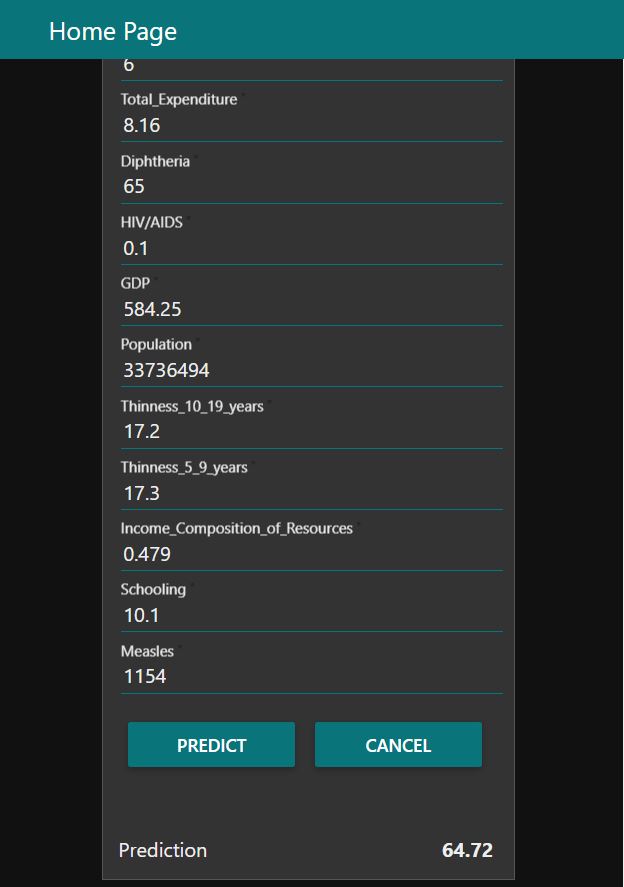 Home Page
6
Total_Expenditure *
8.16
Diphtheria *
65
HIV/AIDS *
0.1
GDP *
584.25
Population *
33736494
Thinness_10_19_years *
17.2
Thinness_5_9_years *
17.3
Income_Composition_of_Resources *
0.479
Schooling *
10.1
Measles *
1154
PREDICT CANCEL
Prediction 64.72